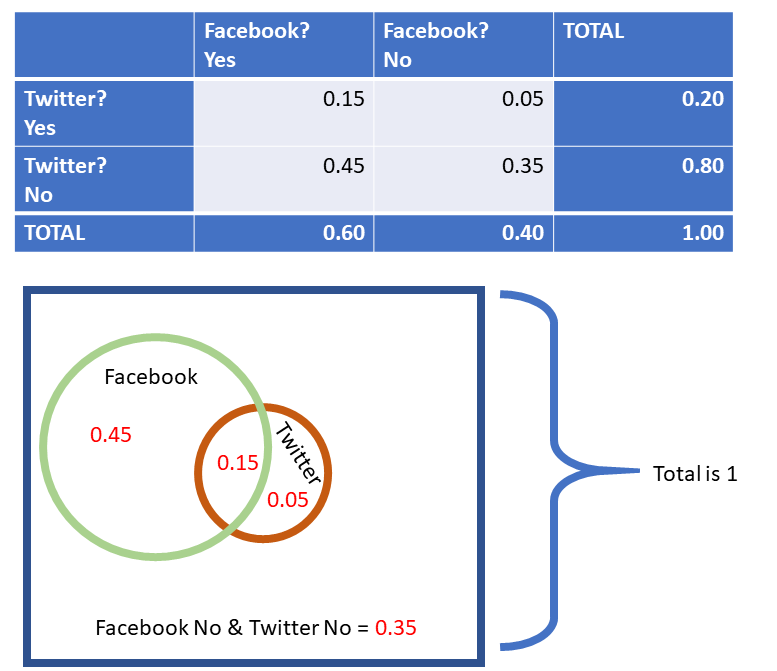 Facebook? Facebook? TOTAL
Yes No
Twitter? 0.15 0.05 0.20
Yes
Twitter? 0.45 0.35 0.80
No
TOTAL 0.60 0.40 1.00
Facebook
0.45
Twitter
0.15
0.05
Total is 1
Facebook No & Twitter No = 0.35